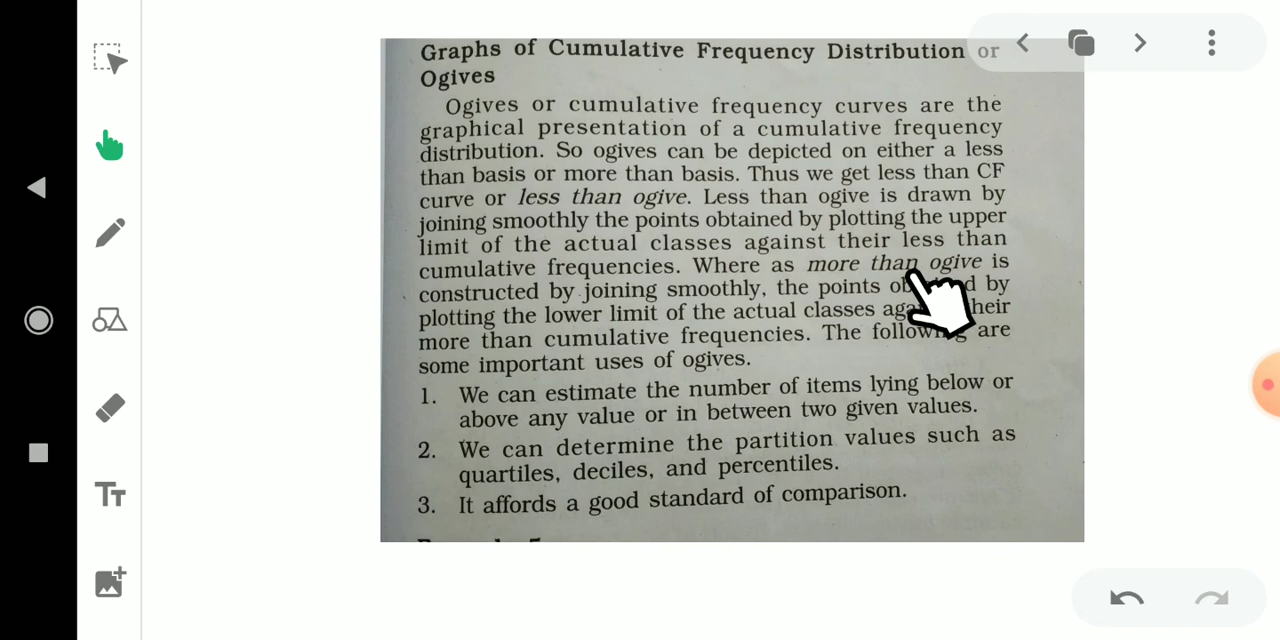 Graphs of Cumulative Frequency Distribution or
Ogives
Ogives or cumulative frequency curves are the
graphical presentation of a cumulative frequency
distribution. So ogives can be depicted on either a less
than basis or more than basis. Thus we get less than CF
curve or less than ogive. Less than ogive is drawn by
joining smoothly the points obtained by plotting the upper
limit of the actual classes against their less than
cumulative frequencies. Where as more than ogive is
constructed by joining smoothly, the points by
plotting the lower limit of the actual classes their
more than cumulative frequencies. The following are
some important uses of ogives.
1. We can estimate the number of items lying below or
above any value or in between two given values.
2. We can determine the partition values such as
quartiles, deciles, and percentiles.
3. It affords a good standard of comparison.
TT